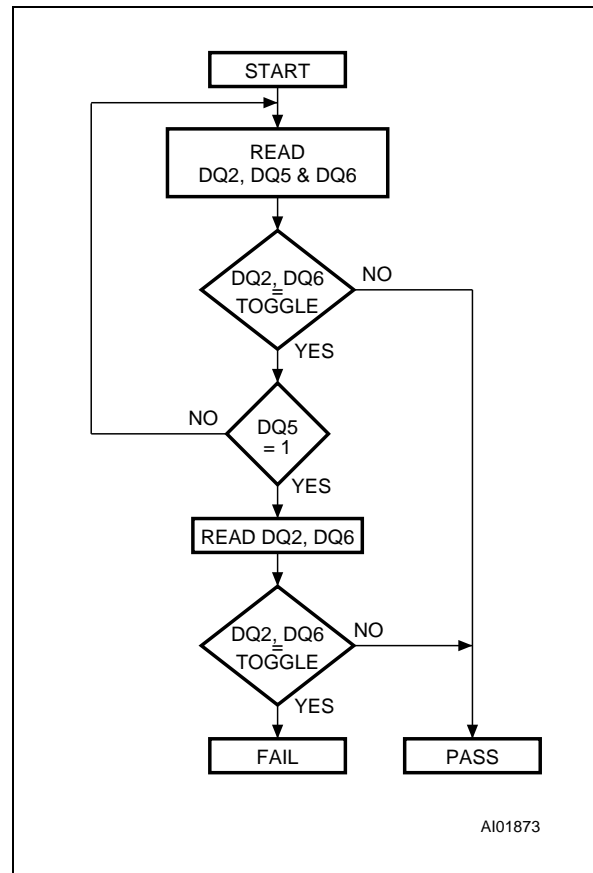 START
READ
DQ2, DQ5 & DQ6
DQ2, DQ6
=
TOGGLE
NO
YES
NO
DQ5
= 1
YES
READ DQ2, DQ6
DQ2, DQ6
=
TOGGLE
NO
YES
FAIL
PASS
AI01873